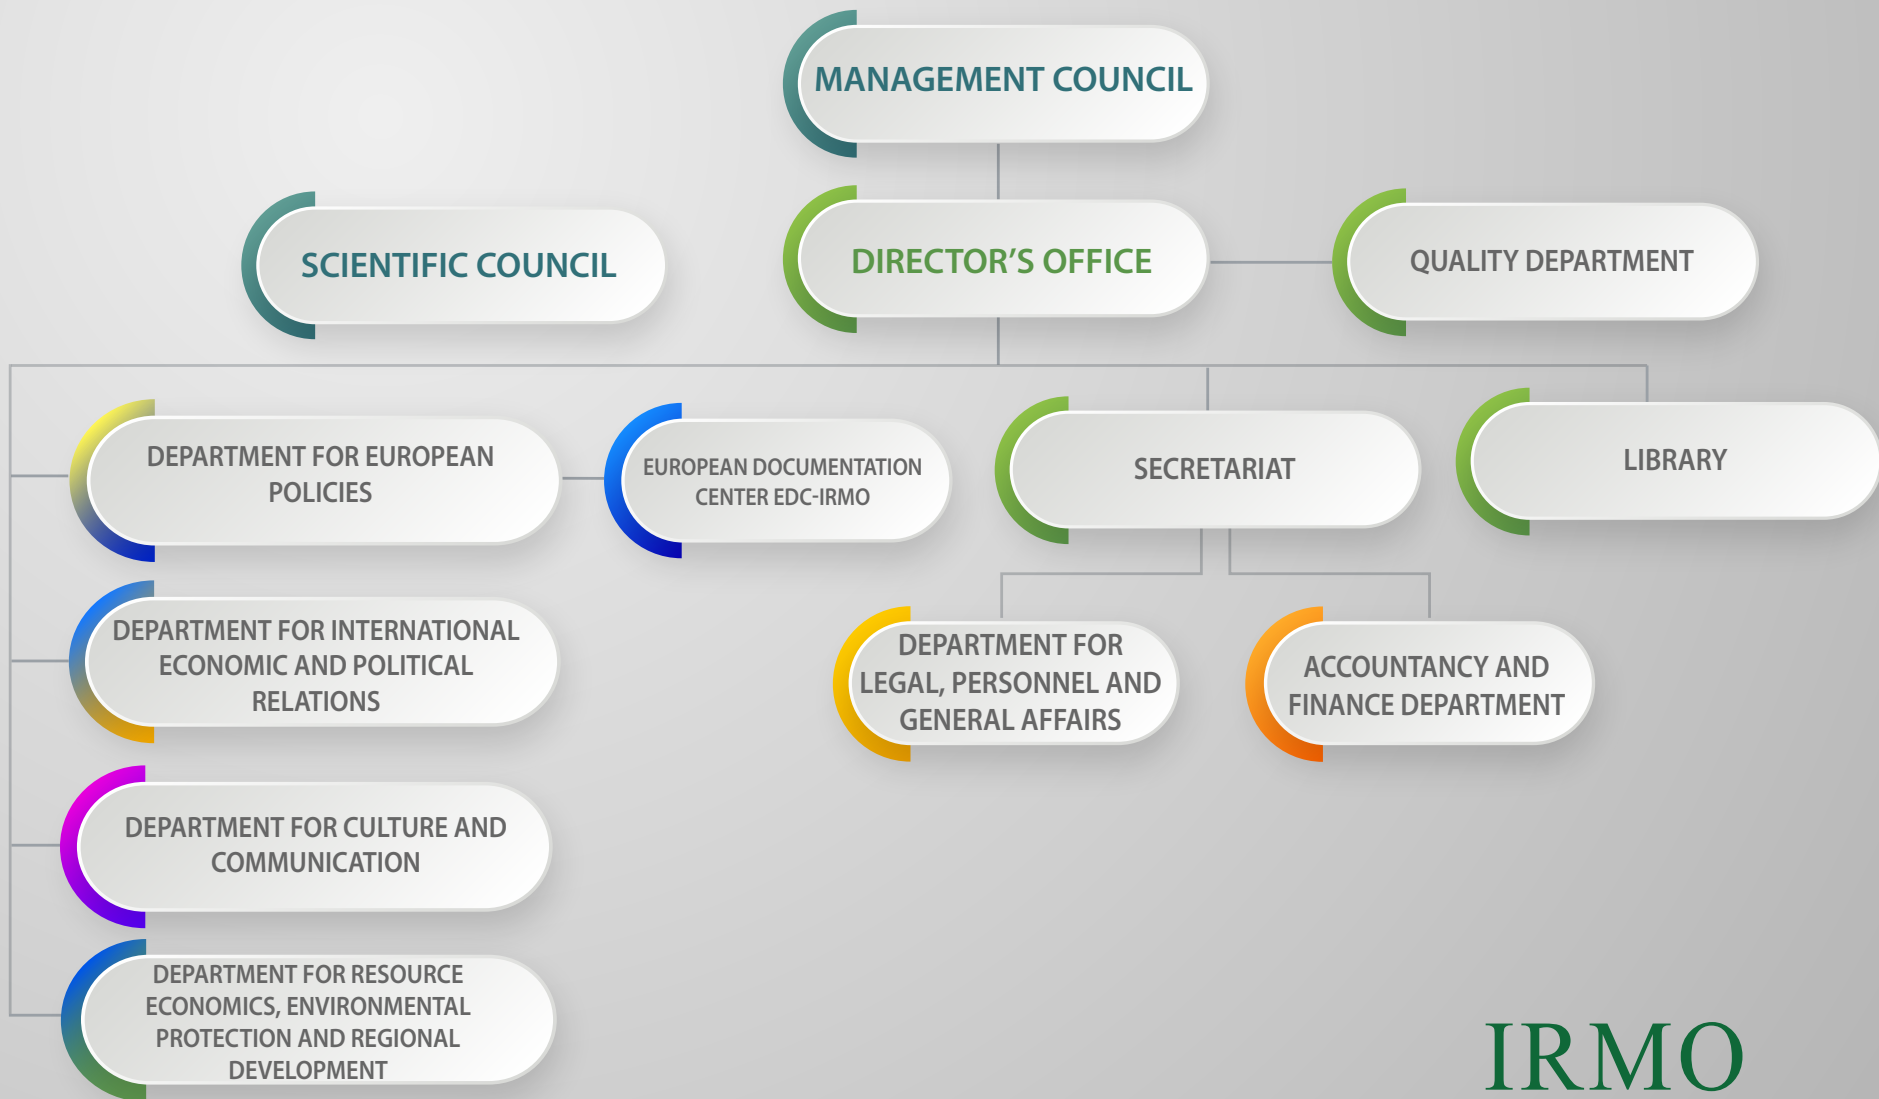 MANAGEMENT COUNCIL
SCIENTIFIC COUNCIL
DIRECTOR'S OFFICE
QUALITY DEPARTMENT
DEPARTMENT FOR EUROPEAN
POLICIES
EUROPEAN DOCUMENTATION
CENTER EDC-IRMO
SECRETARIAT
LIBRARY
DEPARTMENT FOR INTERNATIONAL
ECONOMIC AND POLITICAL
RELATIONS
DEPARTMENT FOR
LEGAL, PERSONNEL AND
GENERAL AFFAIRS
ACCOUNTANCY AND
FINANCE DEPARTMENT
DEPARTMENT FOR CULTURE AND
COMMUNICATION
DEPARTMENT FOR RESOURCE
ECONOMICS, ENVIRONMENTAL
PROTECTION AND REGIONAL
DEVELOPMENT
IRMO